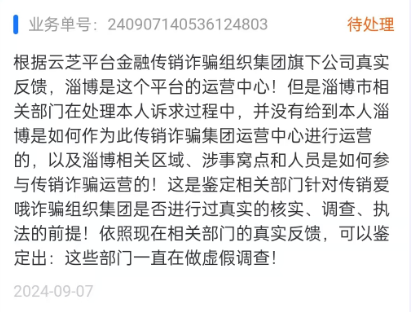 业务单号：240907140536124803 待处理
根据云芝平台金融传销诈骗组织集团旗下公司真实
反馈，淄博是这个平台的运营中心！但是淄博市相
关部门在处理本人诉求过程中，并没有给到本人淄
博是如何作为此传销诈骗集团运营中心进行运营
的，以及淄博相关区域、涉事窝点和人员是如何参
与传销诈骗运营的！这是鉴定相关部门针对传销爱
哦诈骗组织集团是否进行过真实的核实、调查、执
法的前提！依照现在相关部门的真实反馈，可以鉴
定出：这些部门一直在做虚假调查！
2024-09-07